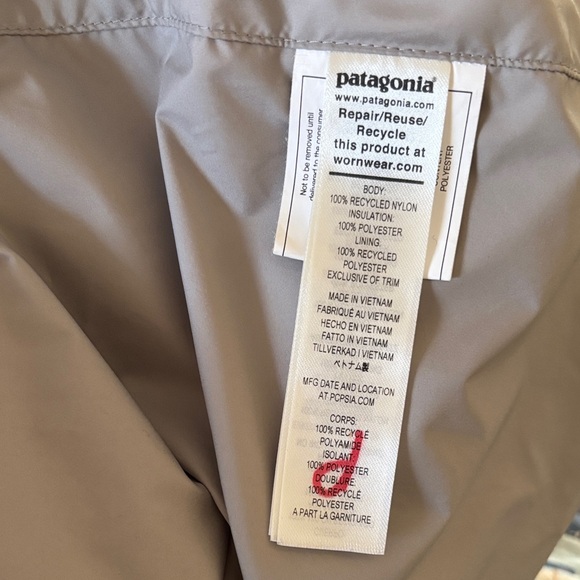 patagonia®
www.patagonia.com
Repair/Reuse/
Recycle
this product at
wornwear.com
BODY:
100% RECYCLED NYLON
INSULATION:
100% POLYESTER
LINING:
100% RECYCLED
POLYESTER
EXCLUSIVE OF TRIM
MADE IN VIETNAM
FABRIQUÉ AU VIETNAM
HECHO EN VIETNAM
FATTO IN VIETNAM
TILLVERKAD I VIETNAM
ベトナム製
MFG DATE AND LOCATION
AT PCPSIA.COM
CORPS:
100% RECYCLÉ
POLYAMIDE
ISOLANT:
100% POLYESTER
DOUBLURE:
100% RECYCLÉ
POLYESTER
A PART LA GARNITURE
Not to be removed until
delivered to the consumer
POLYESTER